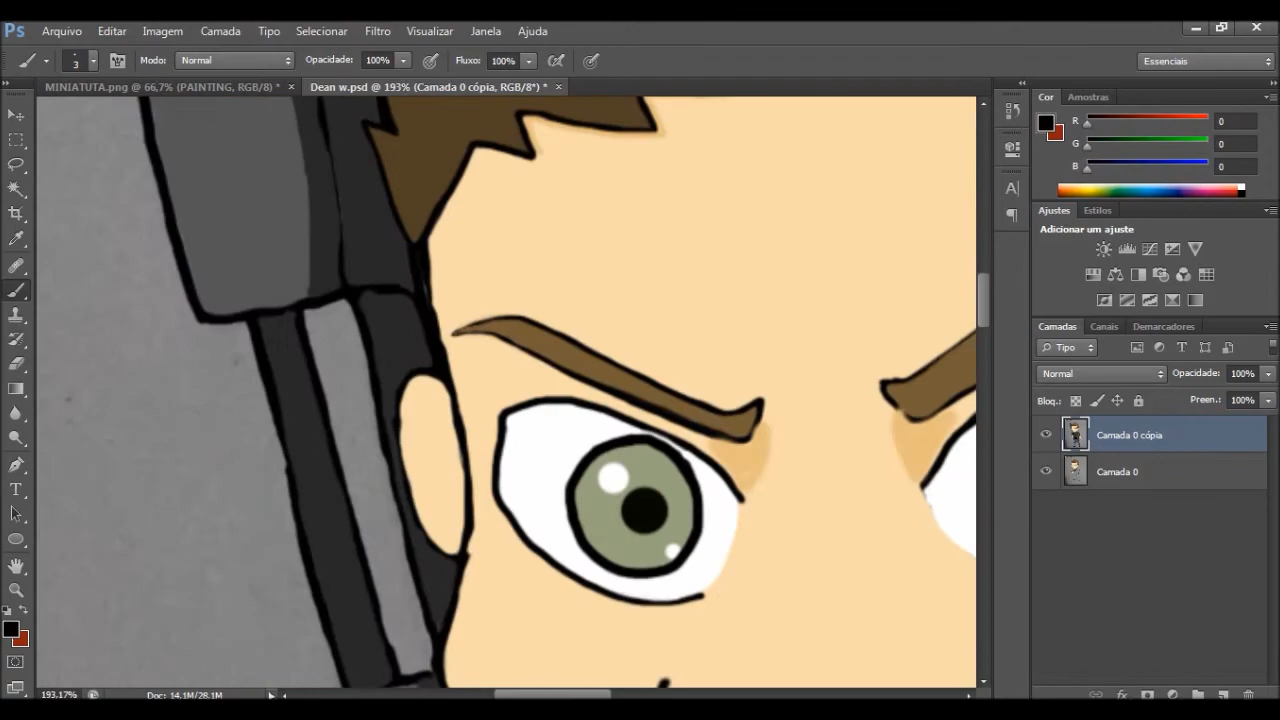 Ps Arquivo Editar Imagem Camada Tipo Selecionar Filtro Visualizar Janela Ajuda
3 Modo: Normal Opacidade: 100% Fluxo: 100% Essenciais
MINIATUTA.png @ 66,7% (PAINTING, RGB/8) * × Dean w.psd @ 193% (Camada 0 cópia, RGB/8*) * ×
Cor Amostras
R 0
G 0
B 0
Ajustes Estilos
Adicionar um ajuste
Camadas Canais Demarcadores
Tipo
Normal Opacidade: 100%
Bloq.: Preen.: 100%
Camada 0 cópia
Camada 0
193,17% Doc: 14.1M/28.1M